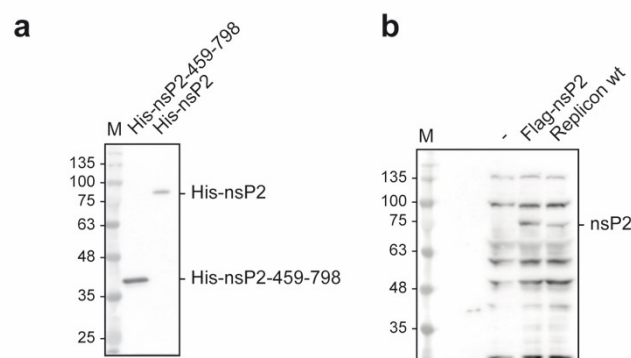 a
M His-nsP2-459-798 His-nsP2
135
100
75
63
48
35
25
His-nsP2
His-nsP2-459-798
b
M - Flag-nsP2 Replicon wt
135
100
75
63
48
35
nsP2